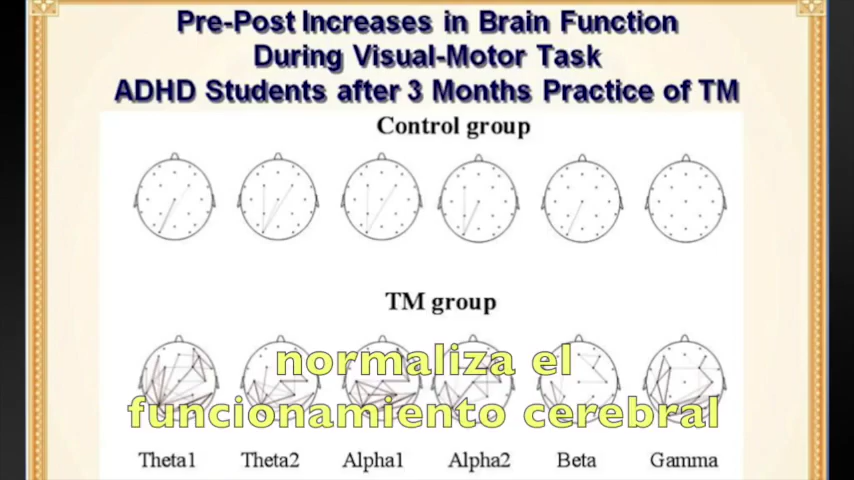 Pre-Post Increases in Brain Function
During Visual-Motor Task
ADHD Students after 3 Months Practice of TM
Control group
TM group
normaliza el
funcionamiento cerebral
Theta1 Theta2 Alpha1 Alpha2 Beta Gamma